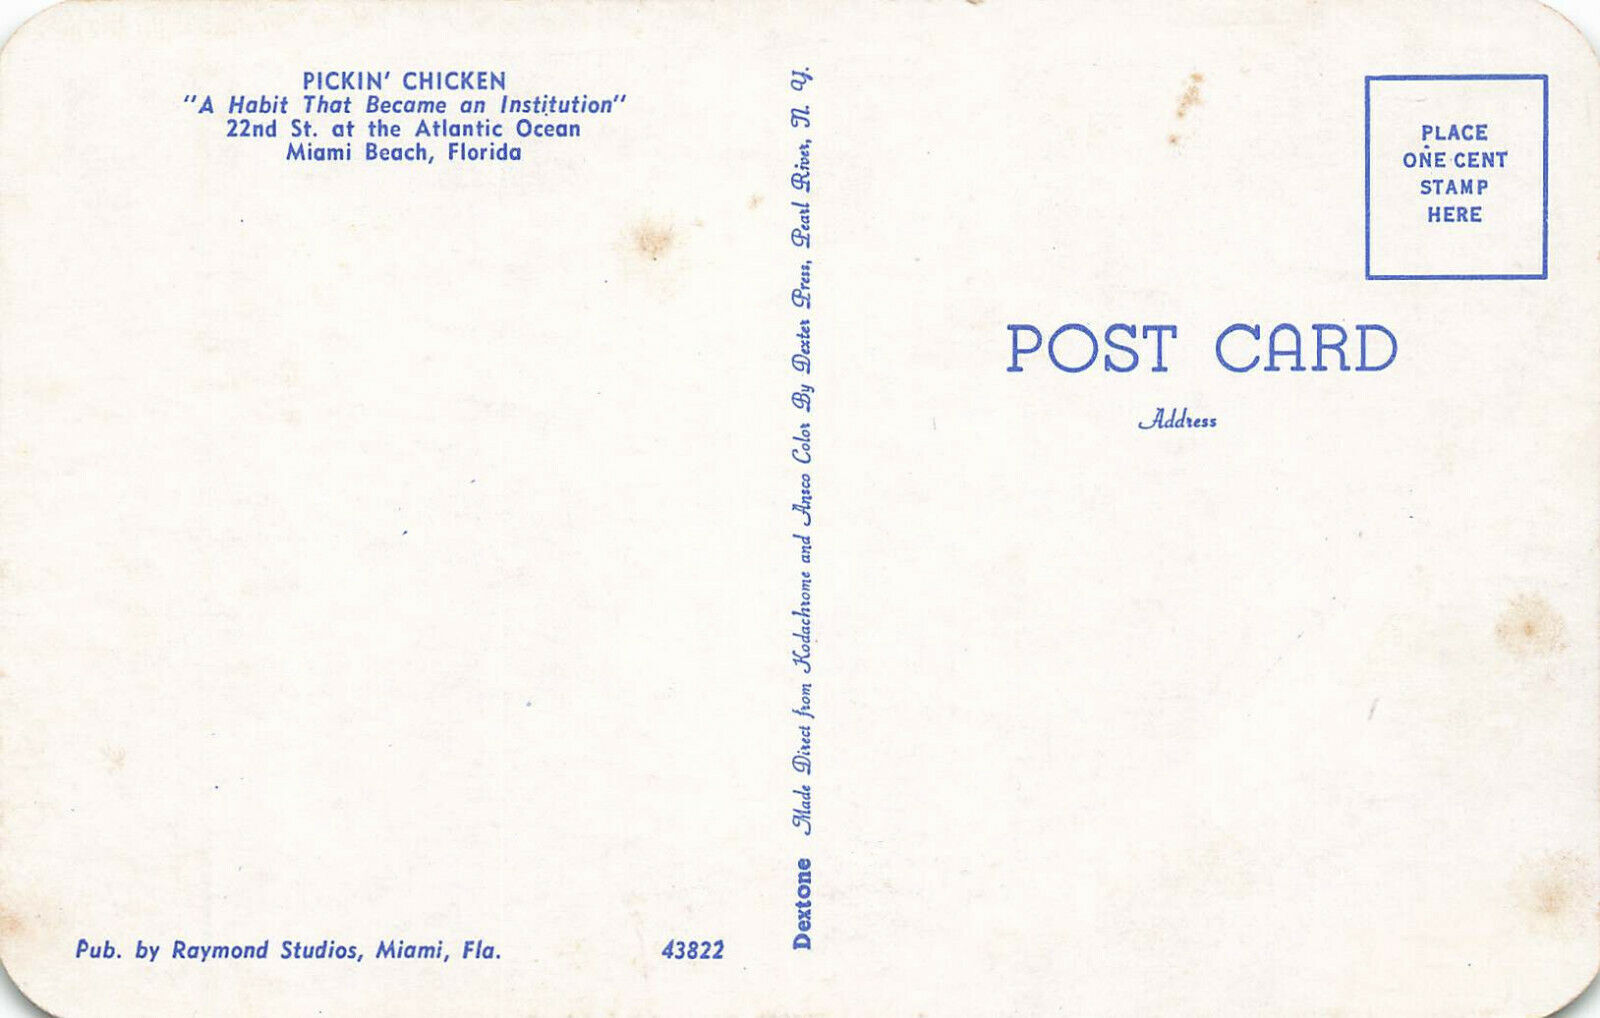 PICKIN' CHICKEN
"A Habit That Became an Institution"
22nd St. at the Atlantic Ocean
Miami Beach, Florida
Pub. by Raymond Studios, Miami, Fla.
43822
Dextone Made Direct from Kodachrome and Ansco Color By Dexter Press, Pearl River, N. Y.
PLACE
ONE CENT
STAMP
HERE
POST CARD
Address